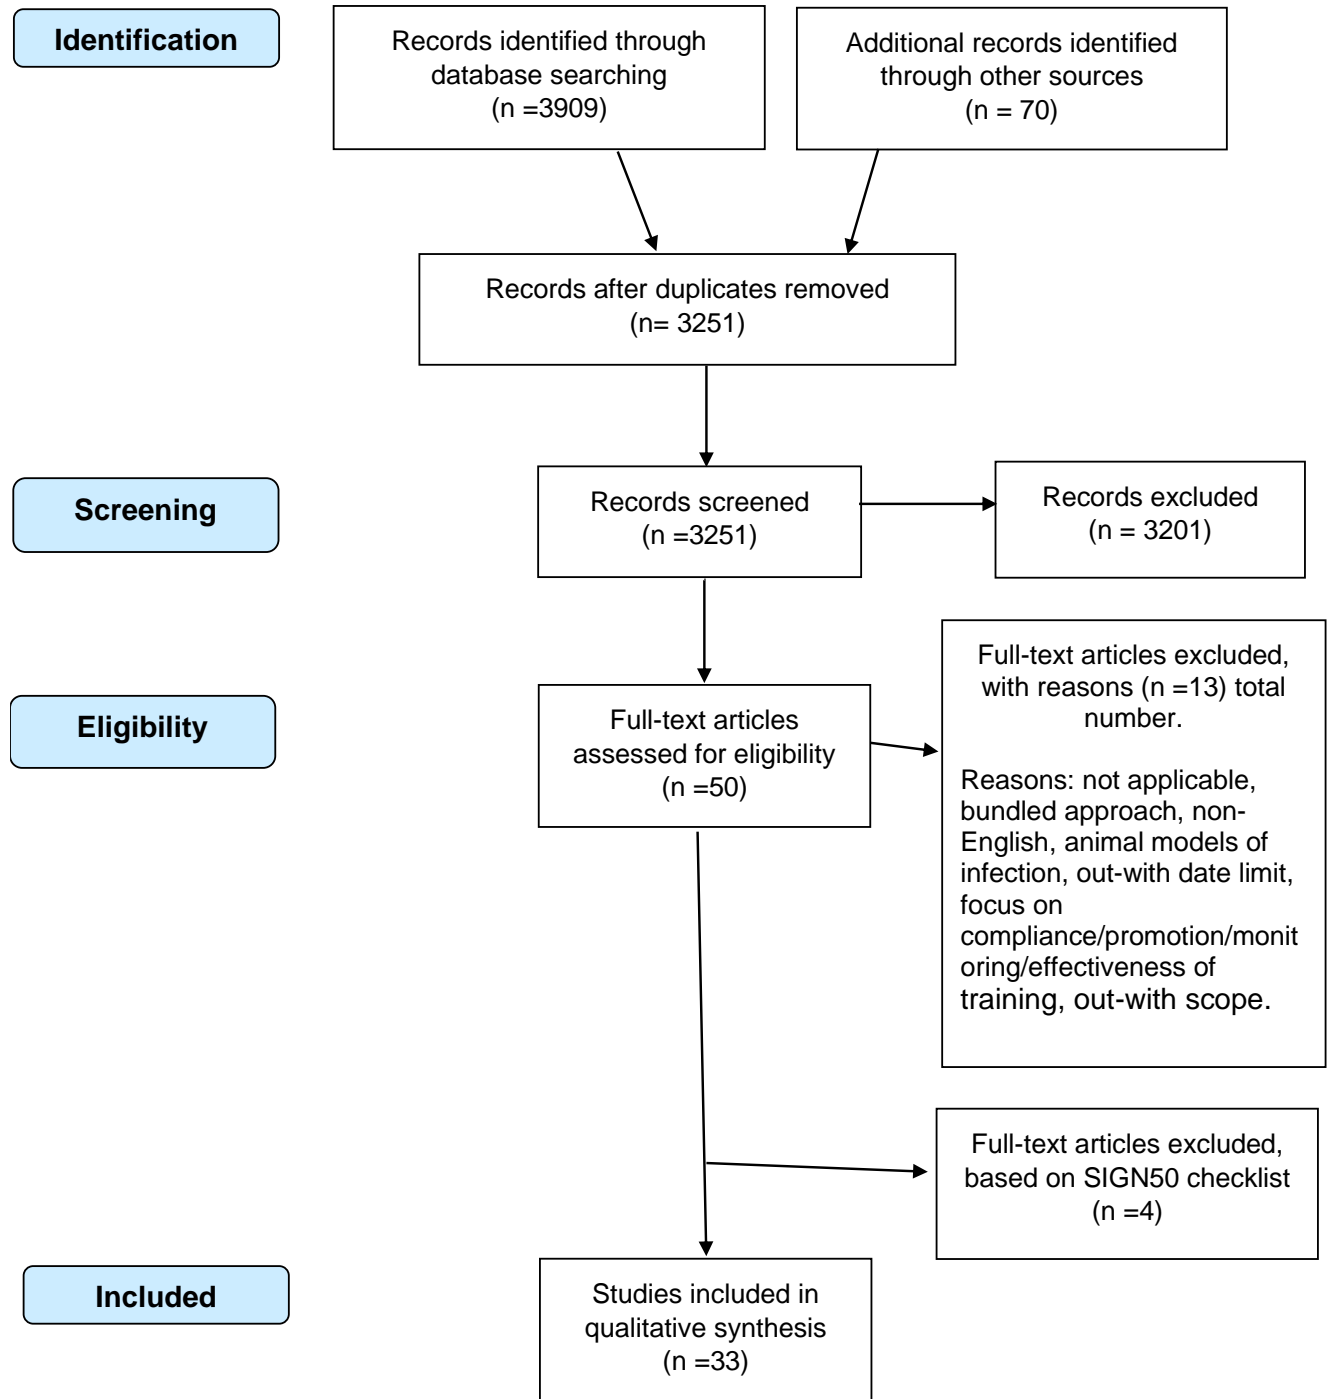 Identification
Records identified through
database searching
(n =3909)
Additional records identified
through other sources
(n = 70)
Records after duplicates removed
(n= 3251)
Screening
Records screened
(n =3251)
Records excluded
(n = 3201)
Eligibility
Full-text articles
assessed for eligibility
(n =50)
Full-text articles excluded,
with reasons (n =13) total
number.
Reasons: not applicable,
bundled approach, non-
English, animal models of
infection, out-with date limit,
focus on
compliance/promotion/monit
oring/effectiveness of
training, out-with scope.
Full-text articles excluded,
based on SIGN50 checklist
(n =4)
Included
Studies included in
qualitative synthesis
(n =33)